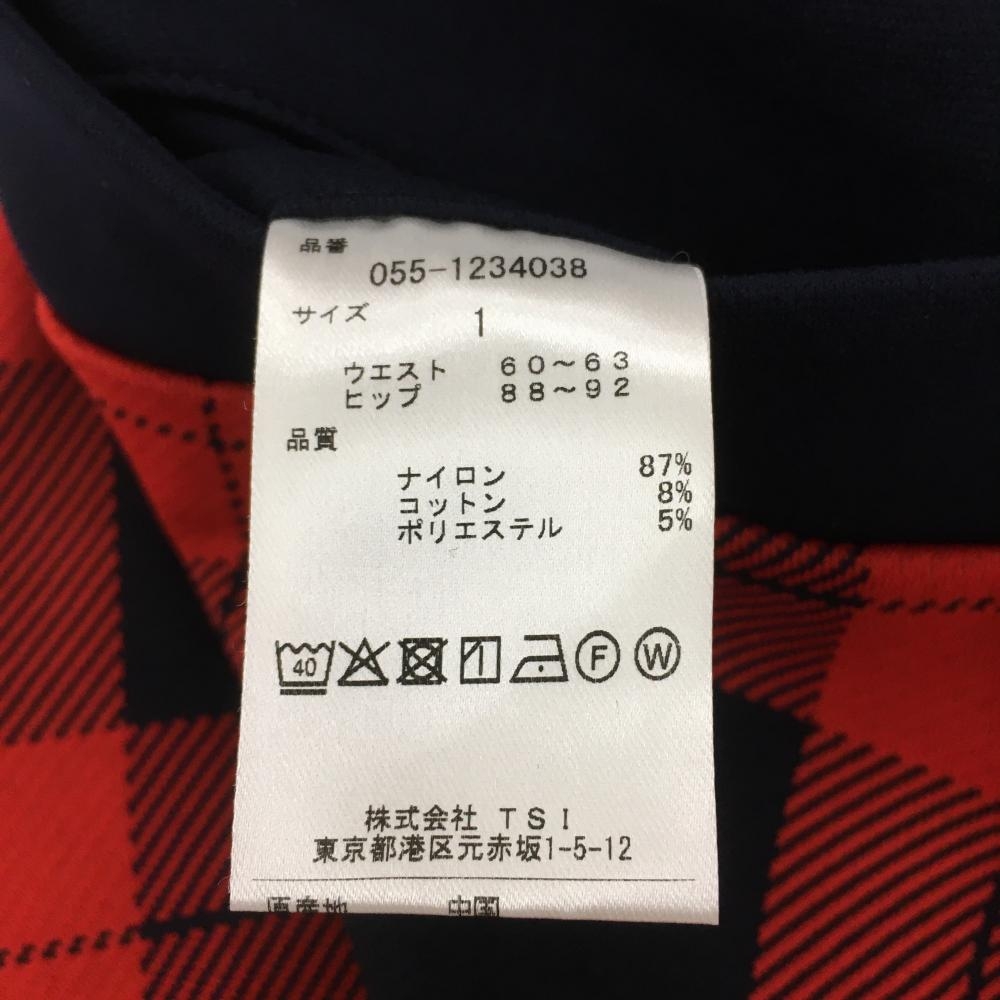 品番
055-1234038
サイズ 1
ウエスト 60～63
ヒップ 88～92
品質
ナイロン 87%
コットン 8%
ポリエステル 5%
40 F W
株式会社 TSI
東京都港区元赤坂1-5-12
原産地 中国